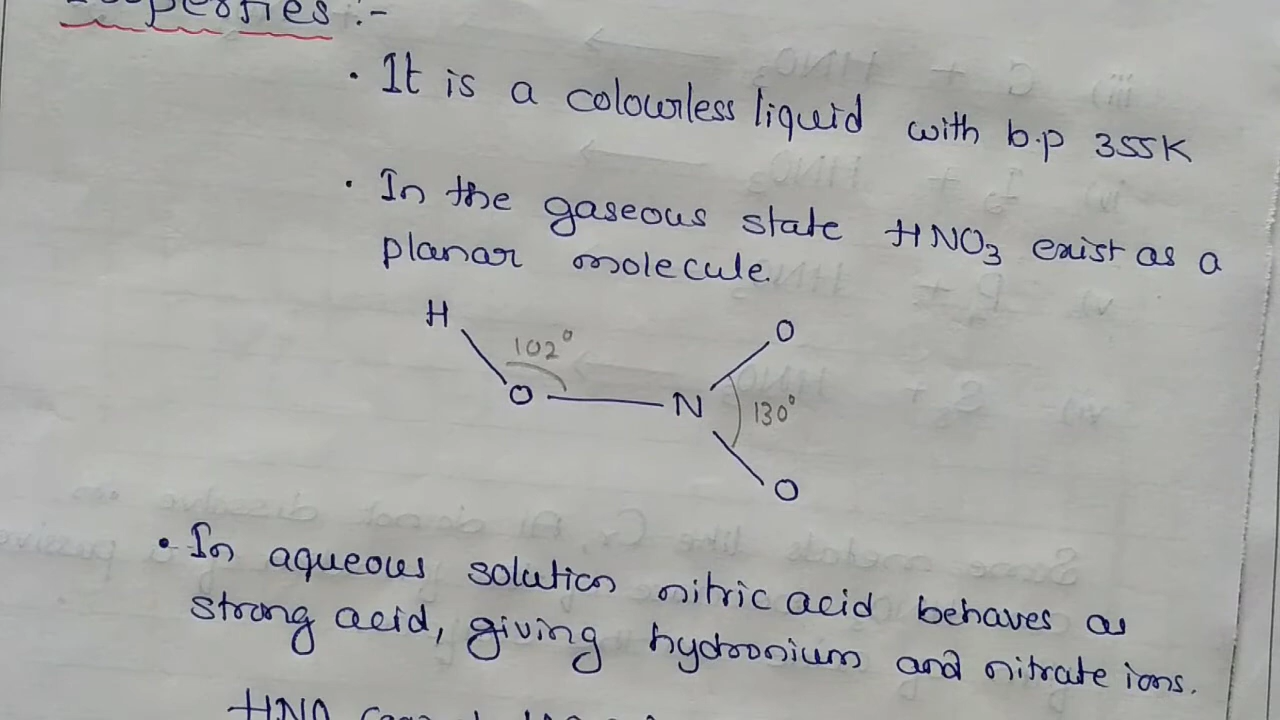 Properties :-
• It is a colourless liquid with b.p 355K
• In the gaseous state HNO3 exist as a
planar molecule.
H
O
102°
O
N
130°
O
• In aqueous solution nitric acid behaves as
strong acid, giving hydronium and nitrate ions.